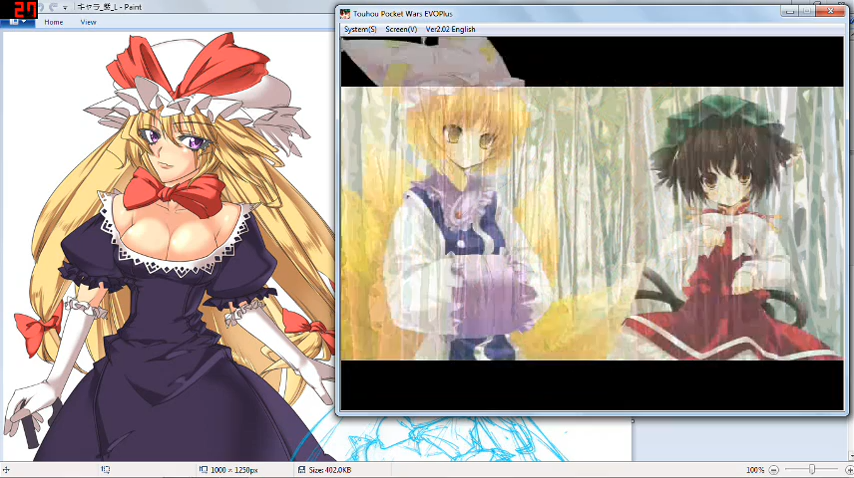 27
キャラ_紫_L - Paint
Home View
Touhou Pocket Wars EVOPlus
System(S) Screen(V) Ver2.02 English
1000 × 1250px
Size: 402.0KB
100%